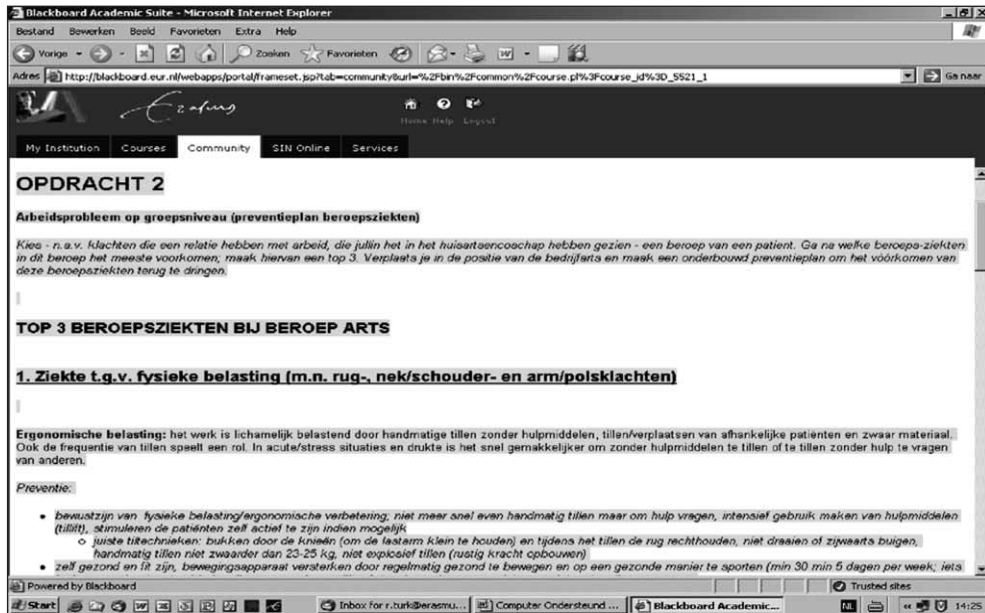 Blackboard Academic Suite - Microsoft Internet Explorer
Bestand Bewerken Beeld Favorieten Extra Help
Vorige Zoeken Favorieten
Adres http://blackboard.eur.nl/webapps/portal/frameset.jsp?tab=community&url=%2Fbin%2Fcommon%2Fcourse.pl%3Fcourse_id%3D_5521_1 Ga naar
Erasmus
Home Help Logout
My Institution Courses Community SIN Online Services
OPDRACHT 2
Arbeidsprobleem op groepsniveau (preventieplan beroepsziekten)
Kies - n.a.v. klachten die een relatie hebben met arbeid, die jullin het in het huisartsencoschap hebben gezien - een beroep van een patient. Ga na welke beroeps-ziekten
in dit beroep het meeste voorkomen; maak hiervan een top 3. Verplaats je in de positie van de bedrijfarts en maak een onderbouwd preventieplan om het vóórkomen van
deze beroepsziekten terug te dringen.
TOP 3 BEROEPSZIEKTEN BIJ BEROEP ARTS
1. Ziekte t.g.v. fysieke belasting (m.n. rug-, nek/schouder- en arm/polsklachten)
Ergonomische belasting: het werk is lichamelijk belastend door handmatige tillen zonder hulpmiddelen, tillen/verplaatsen van afhankelijke patiënten en zwaar materiaal.
Ook de frequentie van tillen speelt een rol. In acute/stress situaties en drukte is het snel gemakkelijker om zonder hulpmiddelen te tillen of te tillen zonder hulp te vragen
van anderen.
Preventie:
• bewustzijn van fysieke belasting/ergonomische verbetering; niet meer snel even handmatig tillen maar om hulp vragen, intensief gebruik maken van hulpmiddelen
(tillift), stimuleren de patiënten zelf actief te zijn indien mogelijk
○ juiste tiltechnieken: bukken door de knieën (om de lastarm klein te houden) en tijdens het tillen de rug rechthouden, niet draaien of zijwaarts buigen,
handmatig tillen niet zwaarder dan 23-25 kg, niet explosief tillen (rustig kracht opbouwen)
• zelf gezond en fit zijn, bewegingsapparaat versterken door regelmatig gezond te bewegen en op een gezonde manier te sporten (min 30 min 5 dagen per week; iets
Powered by Blackboard Trusted sites
Start Inbox for r.turk@erasmu... Computer Ondersteund ... Blackboard Academic... NL 14:25